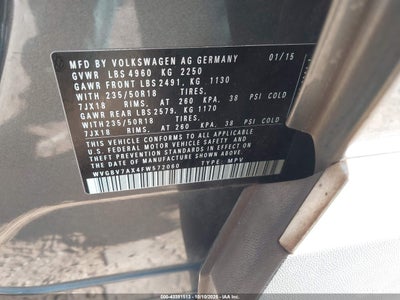 MFD BY VOLKSWAGEN AG GERMANY 01/15
GVWR LBS 4960 KG 2250
GAWR FRONT LBS 2491, KG 1130
WITH 235/50R18 TIRES.
7JX18 RIMS, AT 260 KPA, 38 PSI COLD
GAWR REAR LBS 2579, KG 1170
WITH 235/50R18 TIRES.
7JX18 RIMS, AT 260 KPA, 38 PSI COLD
THIS VEHICLE CONFORMS TO ALL
APPLICABLE FEDERAL MOTOR
VEHICLE SAFETY STANDARDS
IN EFFECT ON THE DATE OF
MANUFACTURE SHOWN ABOVE
WVGBV7AX4FW572080 TYPE: MPV